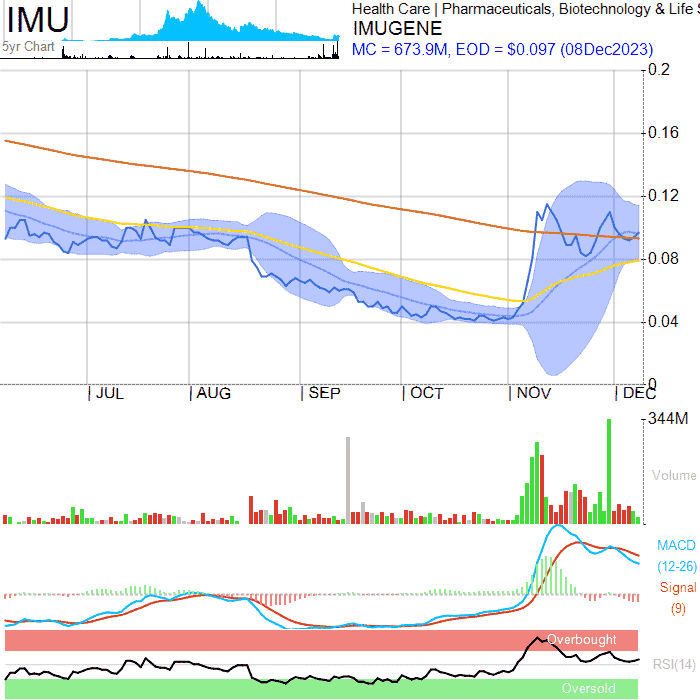 IMU
5yr Chart
Health Care | Pharmaceuticals, Biotechnology & Life S
IMUGENE
MC = 673.9M, EOD = $0.097 (08Dec2023)
0.2
0.16
0.12
0.08
0.04
0
JUL AUG SEP OCT NOV DEC
344M
Volume
MACD
(12-26)
Signal
(9)
Overbought
RSI(14)
Oversold